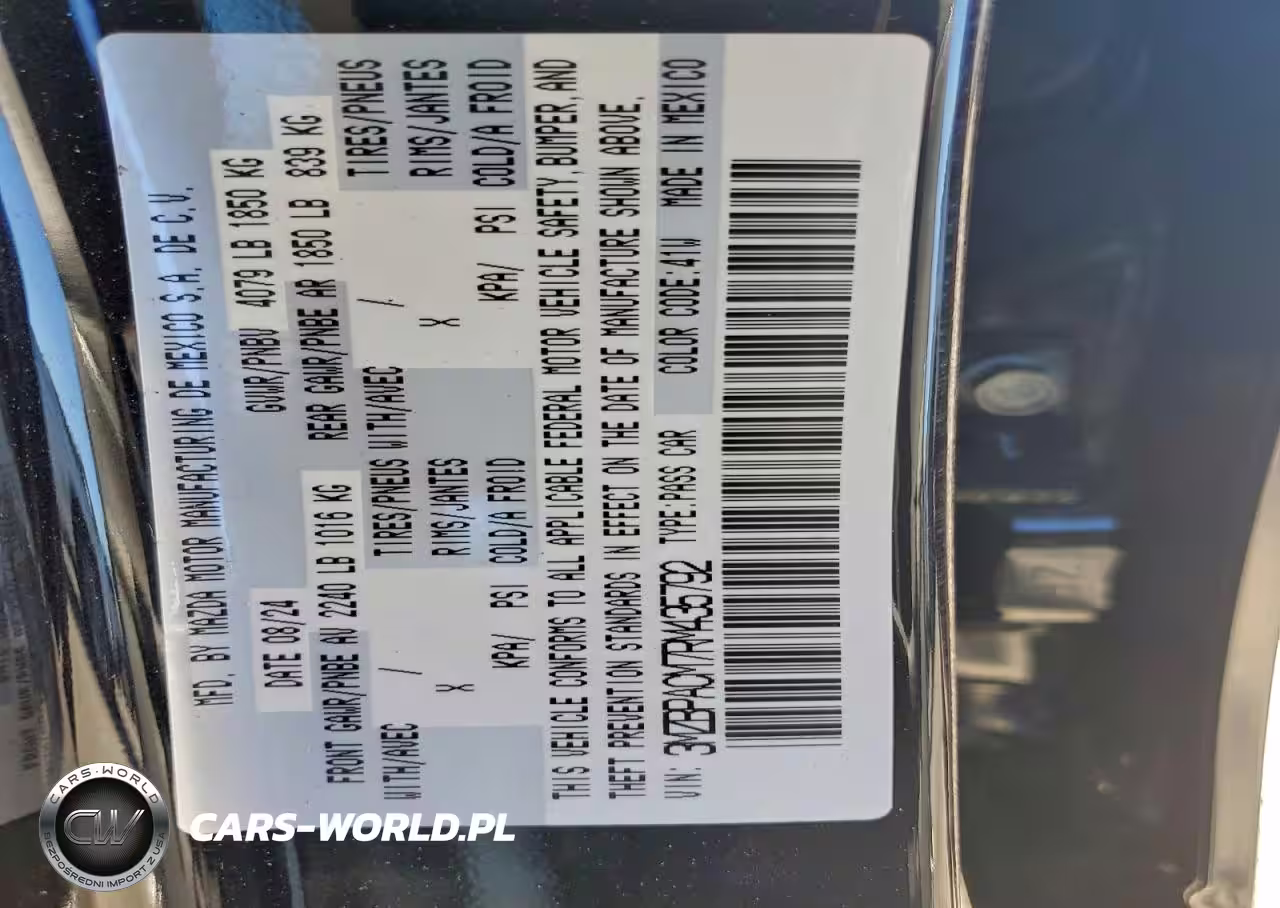 MFD. BY MAZDA MOTOR MANUFACTURING DE MEXICO S.A. DE C.V.
DATE 08/24 GVWR/PNBV 4079 LB 1850 KG
FRONT GAWR/PNBE AV 2240 LB 1016 KG REAR GAWR/PNBE AR 1850 LB 839 KG
WITH/AVEC / TIRES/PNEUS WITH/AVEC / TIRES/PNEUS
X RIMS/JANTES X RIMS/JANTES
KPA/ PSI COLD/A FROID KPA/ PSI COLD/A FROID
THIS VEHICLE CONFORMS TO ALL APPLICABLE FEDERAL MOTOR VEHICLE SAFETY, BUMPER, AND
THEFT PREVENTION STANDARDS IN EFFECT ON THE DATE OF MANUFACTURE SHOWN ABOVE.
VIN: 3MZBPACM7RM435792 TYPE:PASS CAR COLOR CODE:41W MADE IN MEXICO
CARS-WORLD
CW
BEZPOŚREDNI IMPORT Z USA
CARS-WORLD.PL